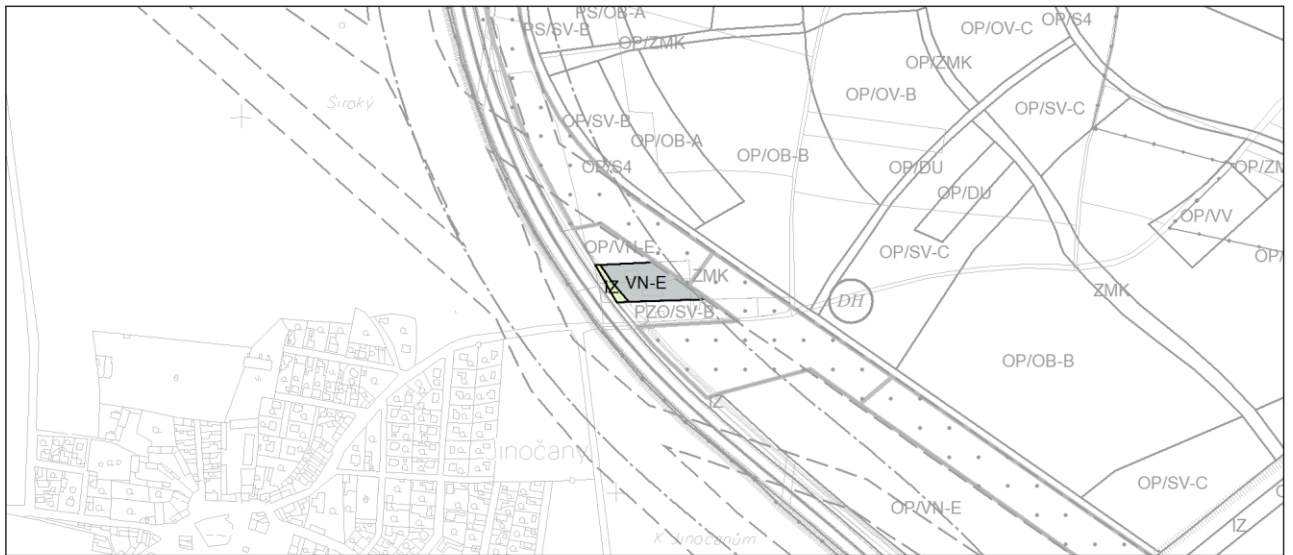 PS/OB-A
PS/SV-B
OP/ZMK
OP/OV-C
OP/S4
OP/ZMK
OP/OV-B
OP/SV-C
Široký
OP/SV-B
OP/OB-A
OP/OB-B
OP/S4
OP/DU
OP/DU
OP/VV
OP/VN-E
OP/SV-C
ZMK
IZ
VN-E
ZMK
PZO/SV-B
DH
OP/OB-B
IZ
Jinočany
OP/SV-C
OP/VN-E
IZ
K Jinočanům